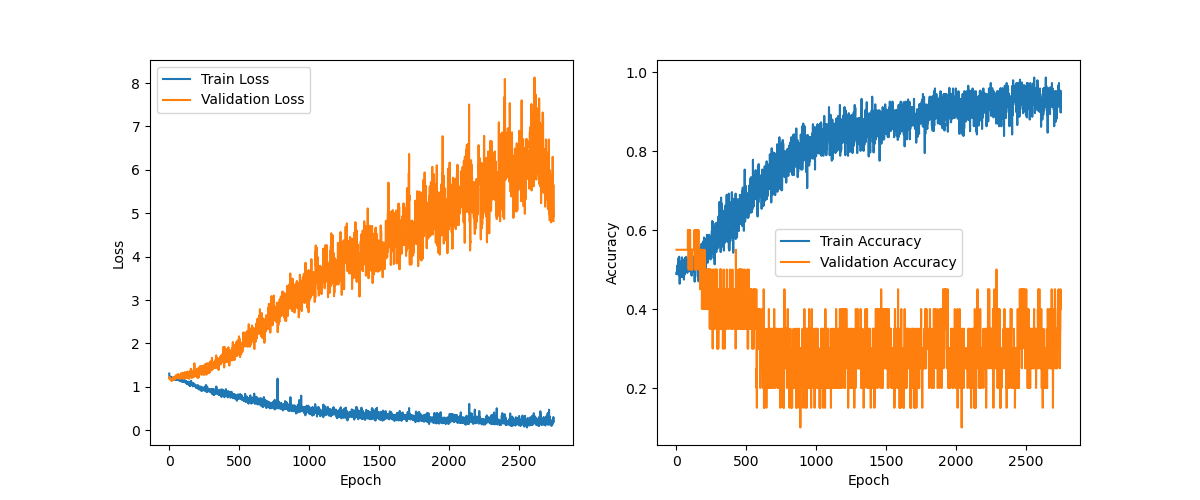 Train Loss
Validation Loss
8
7
6
5
4
3
2
1
0
Loss
0 500 1000 1500 2000 2500
Epoch
1.0
0.8
0.6
0.4
0.2
Accuracy
Train Accuracy
Validation Accuracy
0 500 1000 1500 2000 2500
Epoch